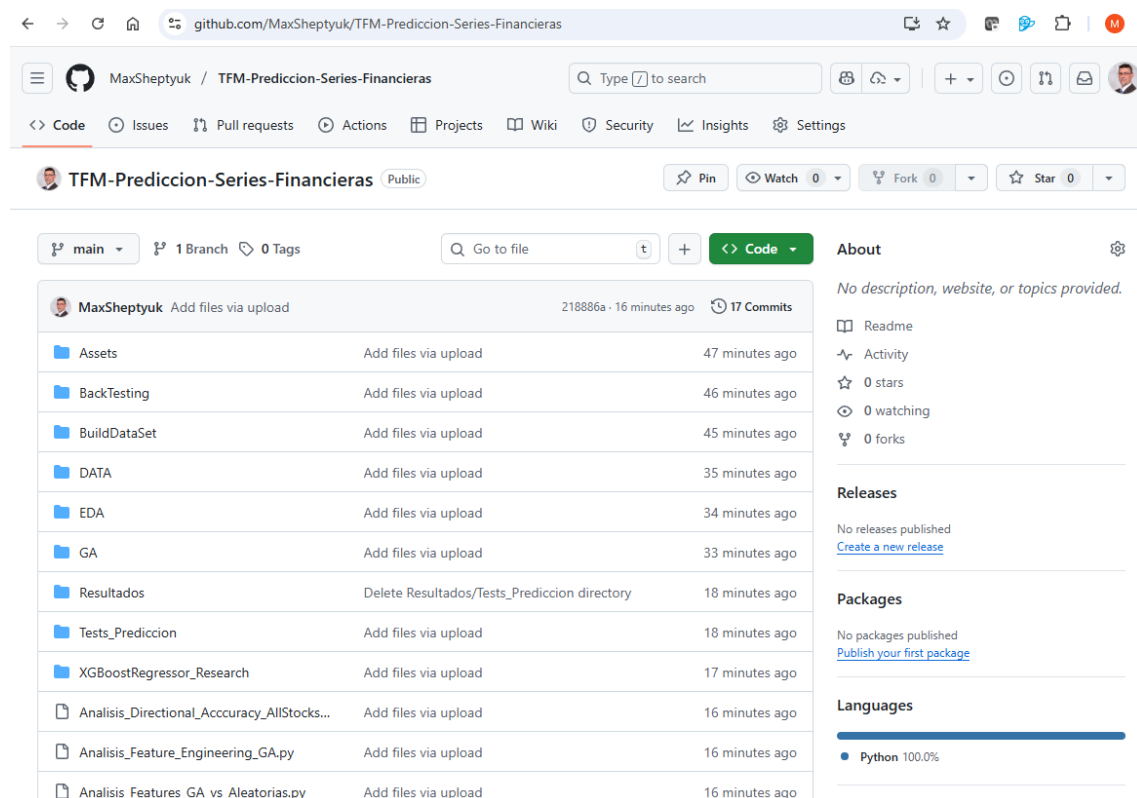 github.com/MaxSheptyuk/TFM-Prediccion-Series-Financieras
M
MaxSheptyuk / TFM-Prediccion-Series-Financieras
Type / to search
Code Issues Pull requests Actions Projects Wiki Security Insights Settings
TFM-Prediccion-Series-Financieras Public
Pin Watch 0 Fork 0 Star 0
main 1 Branch 0 Tags
Go to file t
Code
MaxSheptyuk Add files via upload 218886a · 16 minutes ago 17 Commits
Assets Add files via upload 47 minutes ago
BackTesting Add files via upload 46 minutes ago
BuildDataSet Add files via upload 45 minutes ago
DATA Add files via upload 35 minutes ago
EDA Add files via upload 34 minutes ago
GA Add files via upload 33 minutes ago
Resultados Delete Resultados/Tests_Prediccion directory 18 minutes ago
Tests_Prediccion Add files via upload 18 minutes ago
XGBoostRegressor_Research Add files via upload 17 minutes ago
Analisis_Directional_Acccuracy_AllStocks... Add files via upload 16 minutes ago
Analisis_Feature_Engineering_GA.py Add files via upload 16 minutes ago
Analisis_Features_GA_vs_Aleatorias.py Add files via upload 16 minutes ago
About
No description, website, or topics provided.
Readme
Activity
0 stars
0 watching
0 forks
Releases
No releases published
Create a new release
Packages
No packages published
Publish your first package
Languages
Python 100.0%